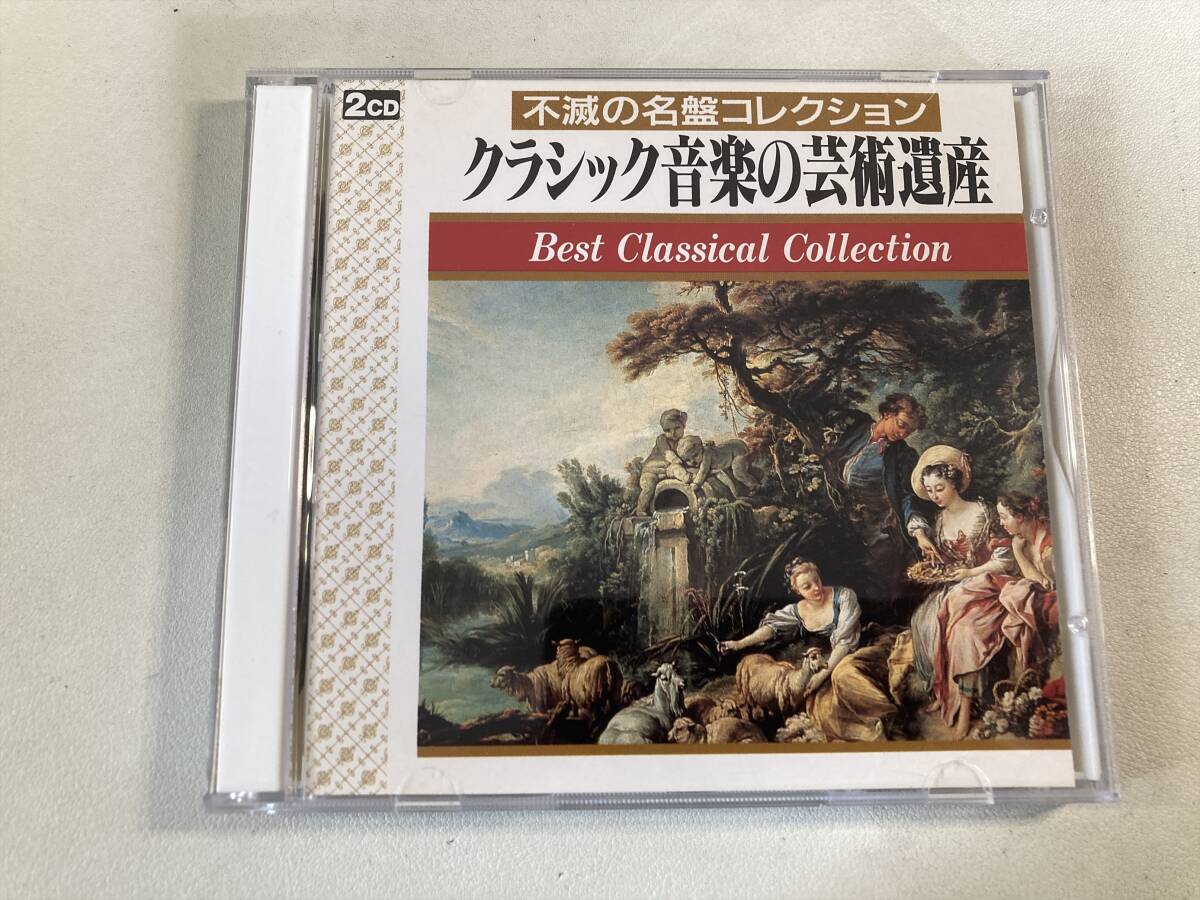 2CD
不滅の名盤コレクション
クラシック音楽の芸術遺産
Best Classical Collection